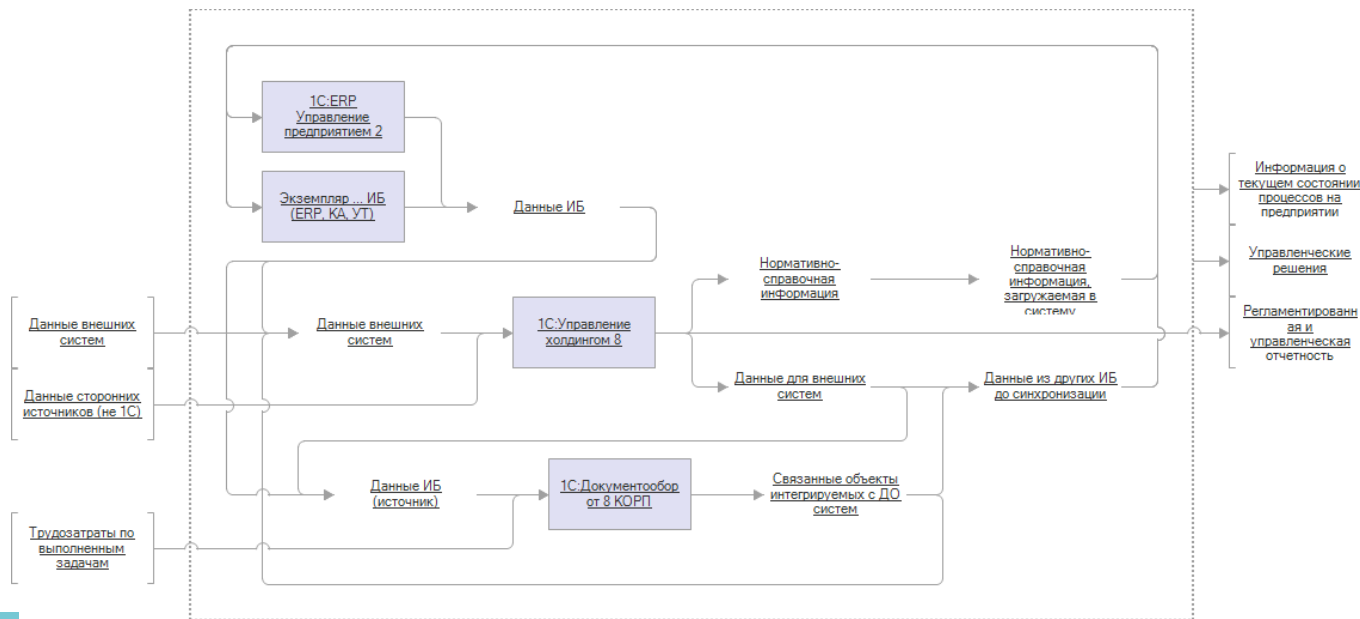 1С:ERP
Управление
предприятием 2
Экземпляр ... ИБ
(ERP, КА, УТ)
Данные ИБ
Информация о
текущем состоянии
процессов на
предприятии
Управленческие
решения
Регламентированн
ая и
управленческая
отчетность
Нормативно-
справочная
информация
Нормативно-
справочная
информация,
загружаемая в
систему
Данные внешних
систем
Данные внешних
систем
1С:Управление
холдингом 8
Данные сторонних
источников (не 1С)
Данные для внешних
систем
Данные из других ИБ
до синхронизации
Данные ИБ
(источник)
1С:Документообор
от 8 КОРП
Связанные объекты
интегрируемых с ДО
систем
Трудозатраты по
выполненным
задачам